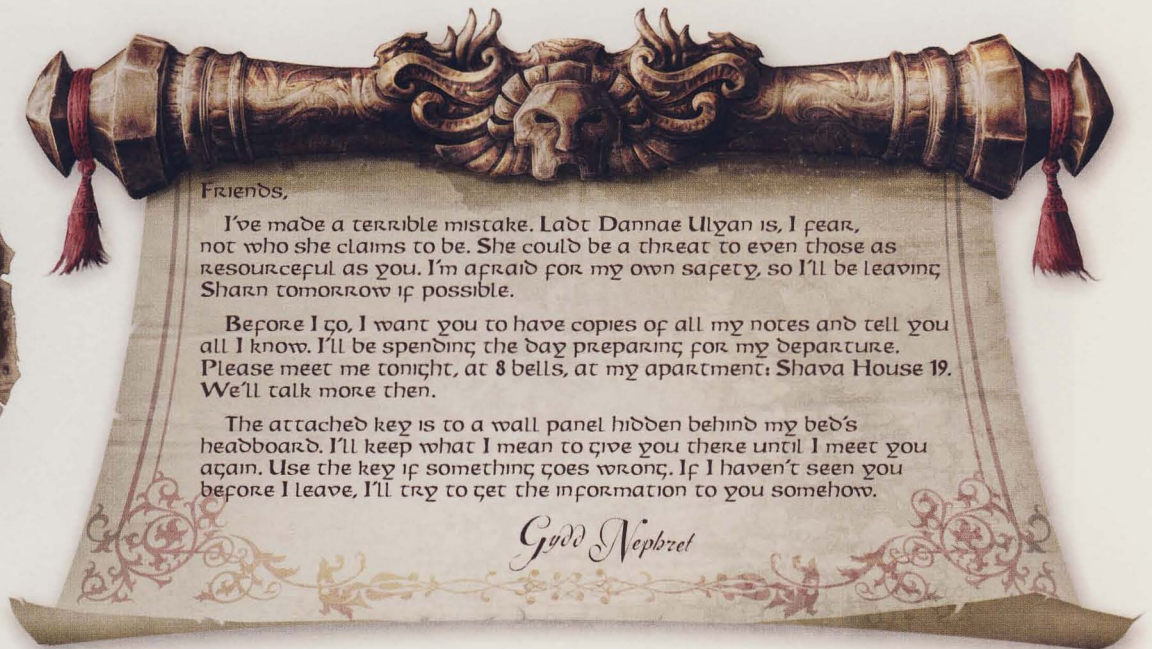 Friends,
I've made a terrible mistake. Ladt Dannae Ulyan is, I fear,
not who she claims to be. She could be a threat to even those as
resourceful as you. I'm afraid for my own safety, so I'll be leaving
Sharn tomorrow if possible.
Before I go, I want you to have copies of all my notes and tell you
all I know. I'll be spending the day preparing for my departure.
Please meet me tonight, at 8 bells, at my apartment: Shava House 19.
We'll talk more then.
The attached key is to a wall panel hidden behind my bed's
headboard. I'll keep what I mean to give you there until I meet you
again. Use the key if something goes wrong. If I haven't seen you
before I leave, I'll try to get the information to you somehow.
Gydd Nephret